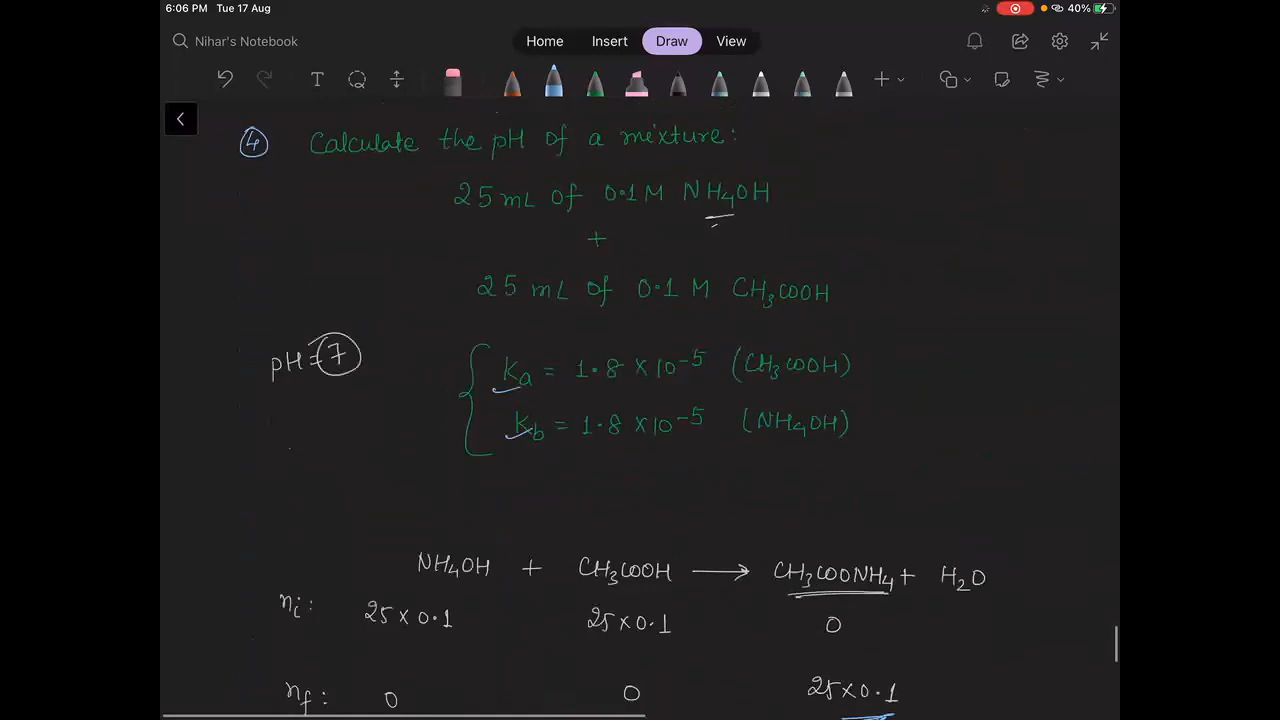 6:06 PM Tue 17 Aug
40%
Nihar's Notebook
Home Insert Draw View
T
④ Calculate the pH of a mixture:
25 mL of 0.1 M NH₄OH
+
25 mL of 0.1 M CH₃COOH
pH = 7
Ka = 1.8 × 10⁻⁵ (CH₃COOH)
Kb = 1.8 × 10⁻⁵ (NH₄OH)
NH₄OH + CH₃COOH ⟶ CH₃COONH₄ + H₂O
nᵢ: 25 × 0.1 25 × 0.1 0
n_f: 0 0 25 × 0.1